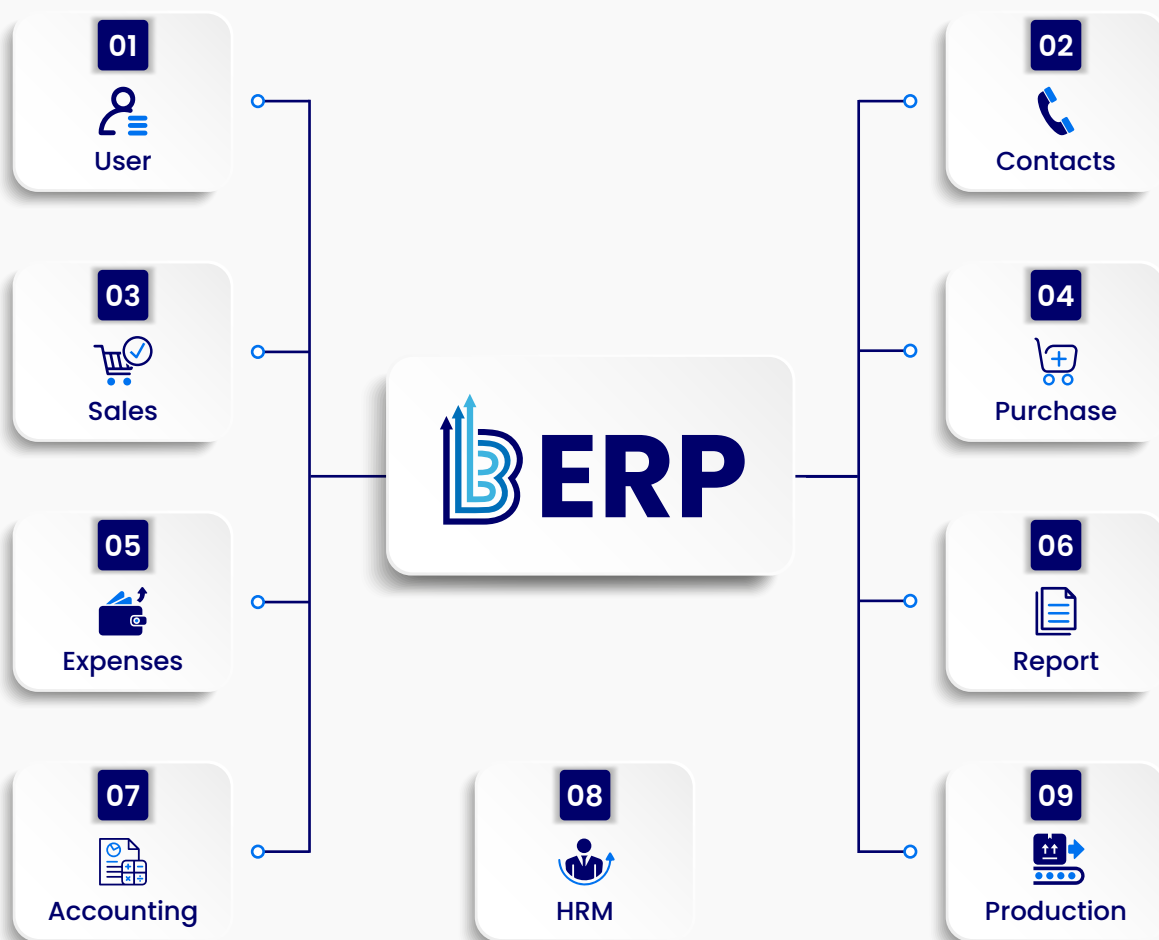 01
User
02
Contacts
03
Sales
04
Purchase
B ERP
05
Expenses
06
Report
07
Accounting
08
HRM
09
Production